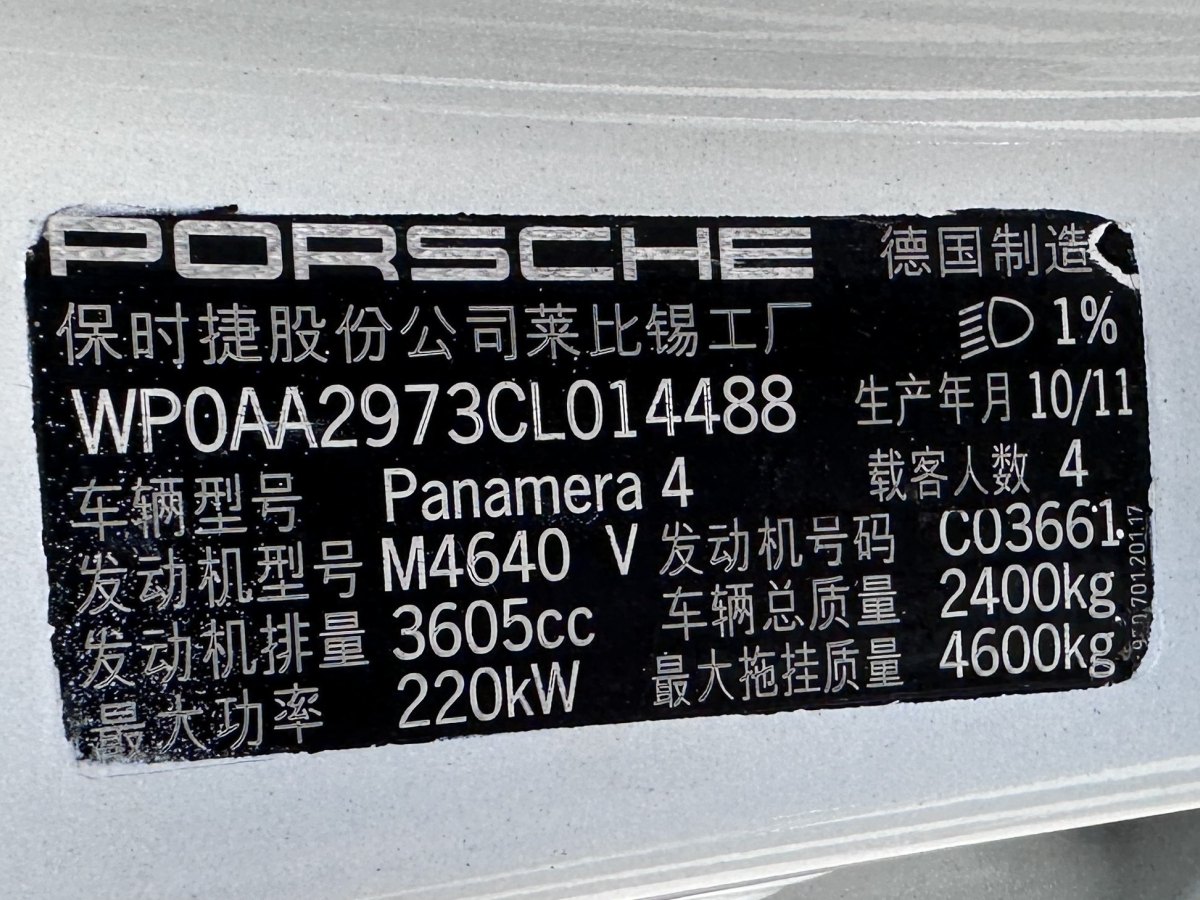 PORSCHE 德国制造
保时捷股份公司莱比锡工厂 1%
WP0AA2973CL014488 生产年月 10/11
车辆型号 Panamera 4 载客人数 4
发动机型号 M4640 V 发动机号码 C03661
发动机排量 3605cc 车辆总质量 2400kg
最大功率 220kW 最大拖挂质量 4600kg